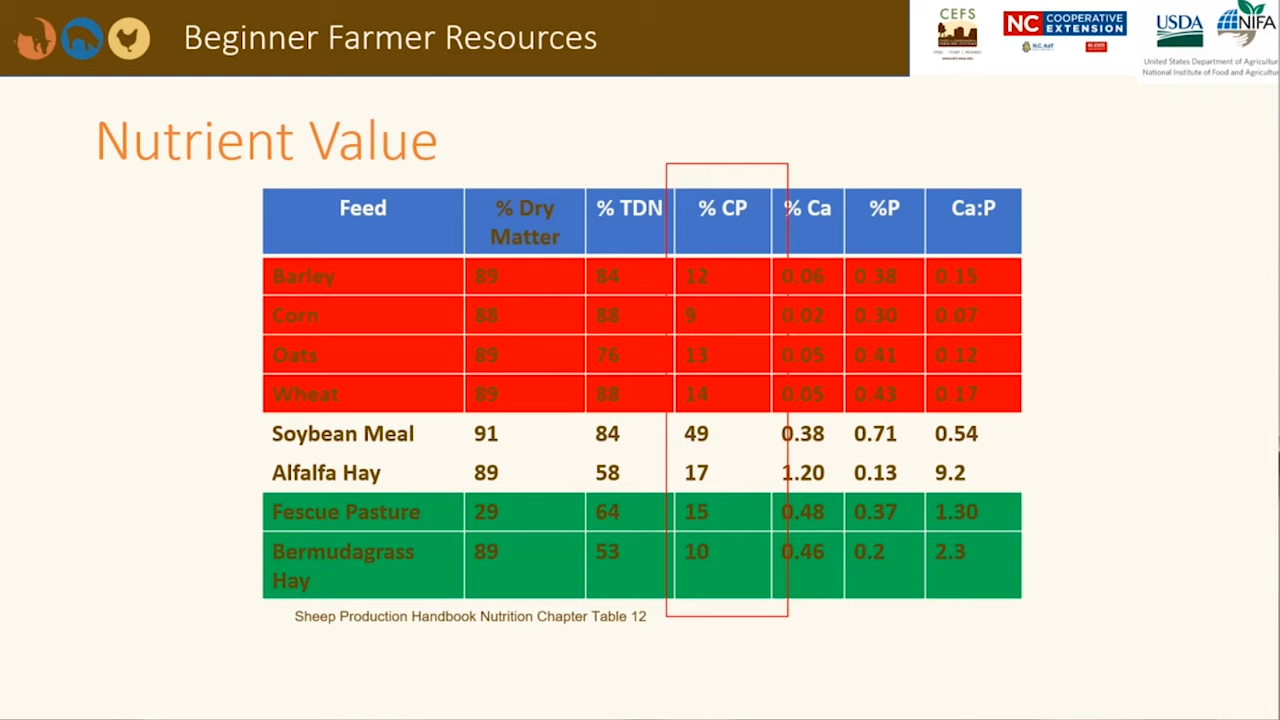 Beginner Farmer Resources
CEFS
NC COOPERATIVE EXTENSION
USDA
NIFA
United States Department of Agricultur
National Institute of Food and Agricultur
Nutrient Value
Feed % Dry Matter % TDN % CP % Ca %P Ca:P
Barley 89 84 12 0.06 0.38 0.15
Corn 88 88 9 0.02 0.30 0.07
Oats 89 76 13 0.05 0.41 0.12
Wheat 89 88 14 0.05 0.43 0.17
Soybean Meal 91 84 49 0.38 0.71 0.54
Alfalfa Hay 89 58 17 1.20 0.13 9.2
Fescue Pasture 29 64 15 0.48 0.37 1.30
Bermudagrass Hay 89 53 10 0.46 0.2 2.3
Sheep Production Handbook Nutrition Chapter Table 12